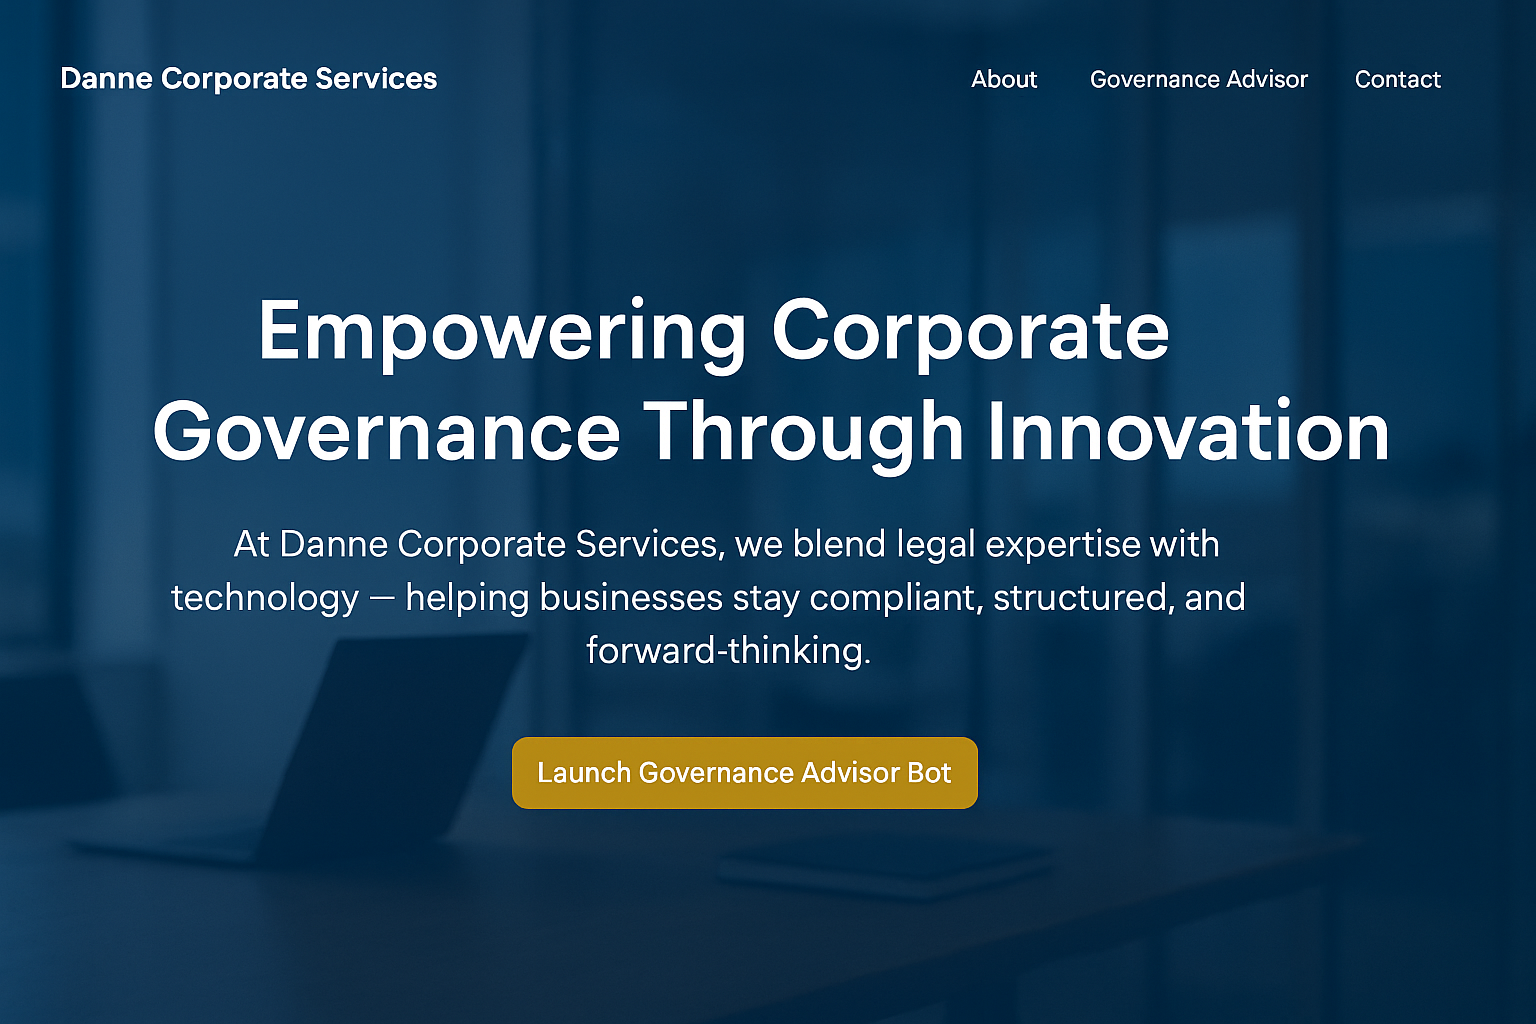 Danne Corporate Services
About Governance Advisor Contact
Empowering Corporate
Governance Through Innovation
At Danne Corporate Services, we blend legal expertise with
technology — helping businesses stay compliant, structured, and
forward-thinking.
Launch Governance Advisor Bot